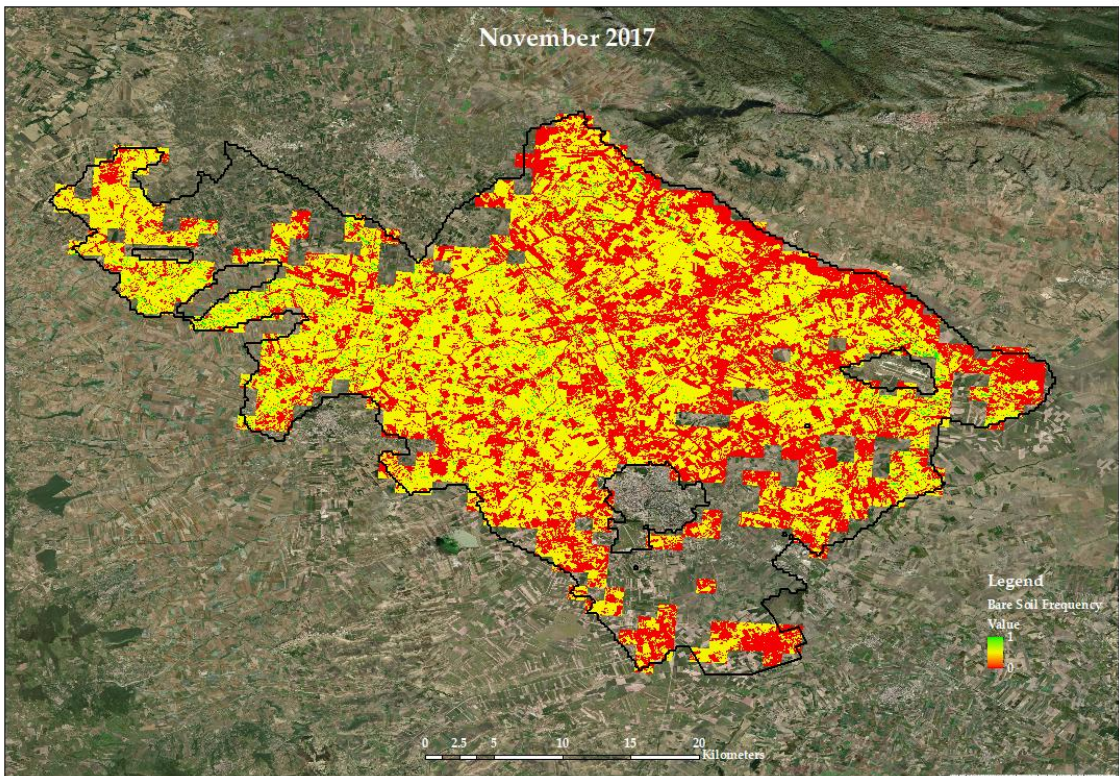 November 2017
Legend
Bare Soil Frequency
Value
1
0
0 2.5 5 10 15 20
Kilometers